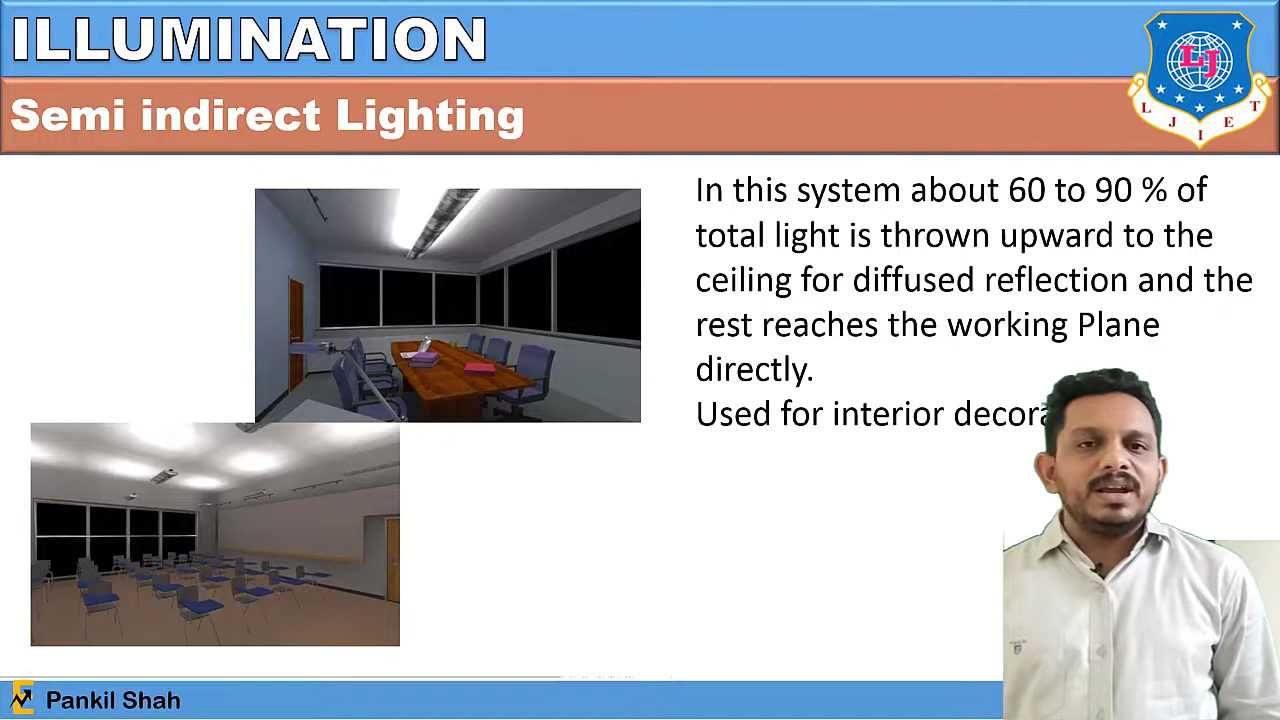 ILLUMINATION
Semi indirect Lighting
LJ
L J I E T
In this system about 60 to 90 % of
total light is thrown upward to the
ceiling for diffused reflection and the
rest reaches the working Plane
directly.
Used for interior
Pankil Shah